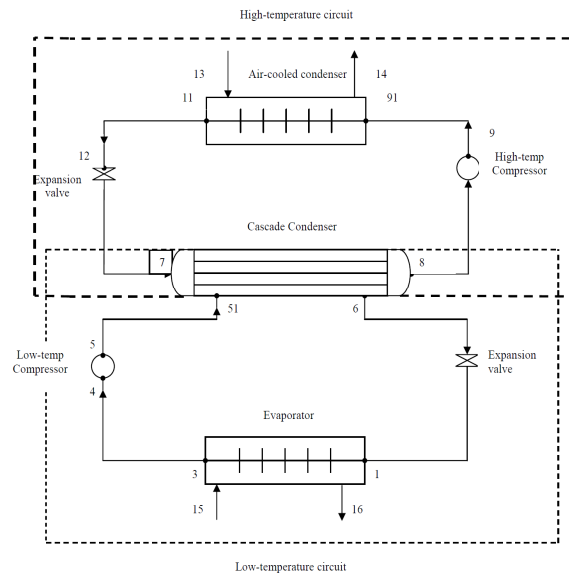 High-temperature circuit
13
Air-cooled condenser
14
11
91
9
12
High-temp
Compressor
Expansion
valve
Cascade Condenser
7
8
51
6
5
Low-temp
Compressor
Expansion
valve
4
Evaporator
3
1
15
16
Low-temperature circuit